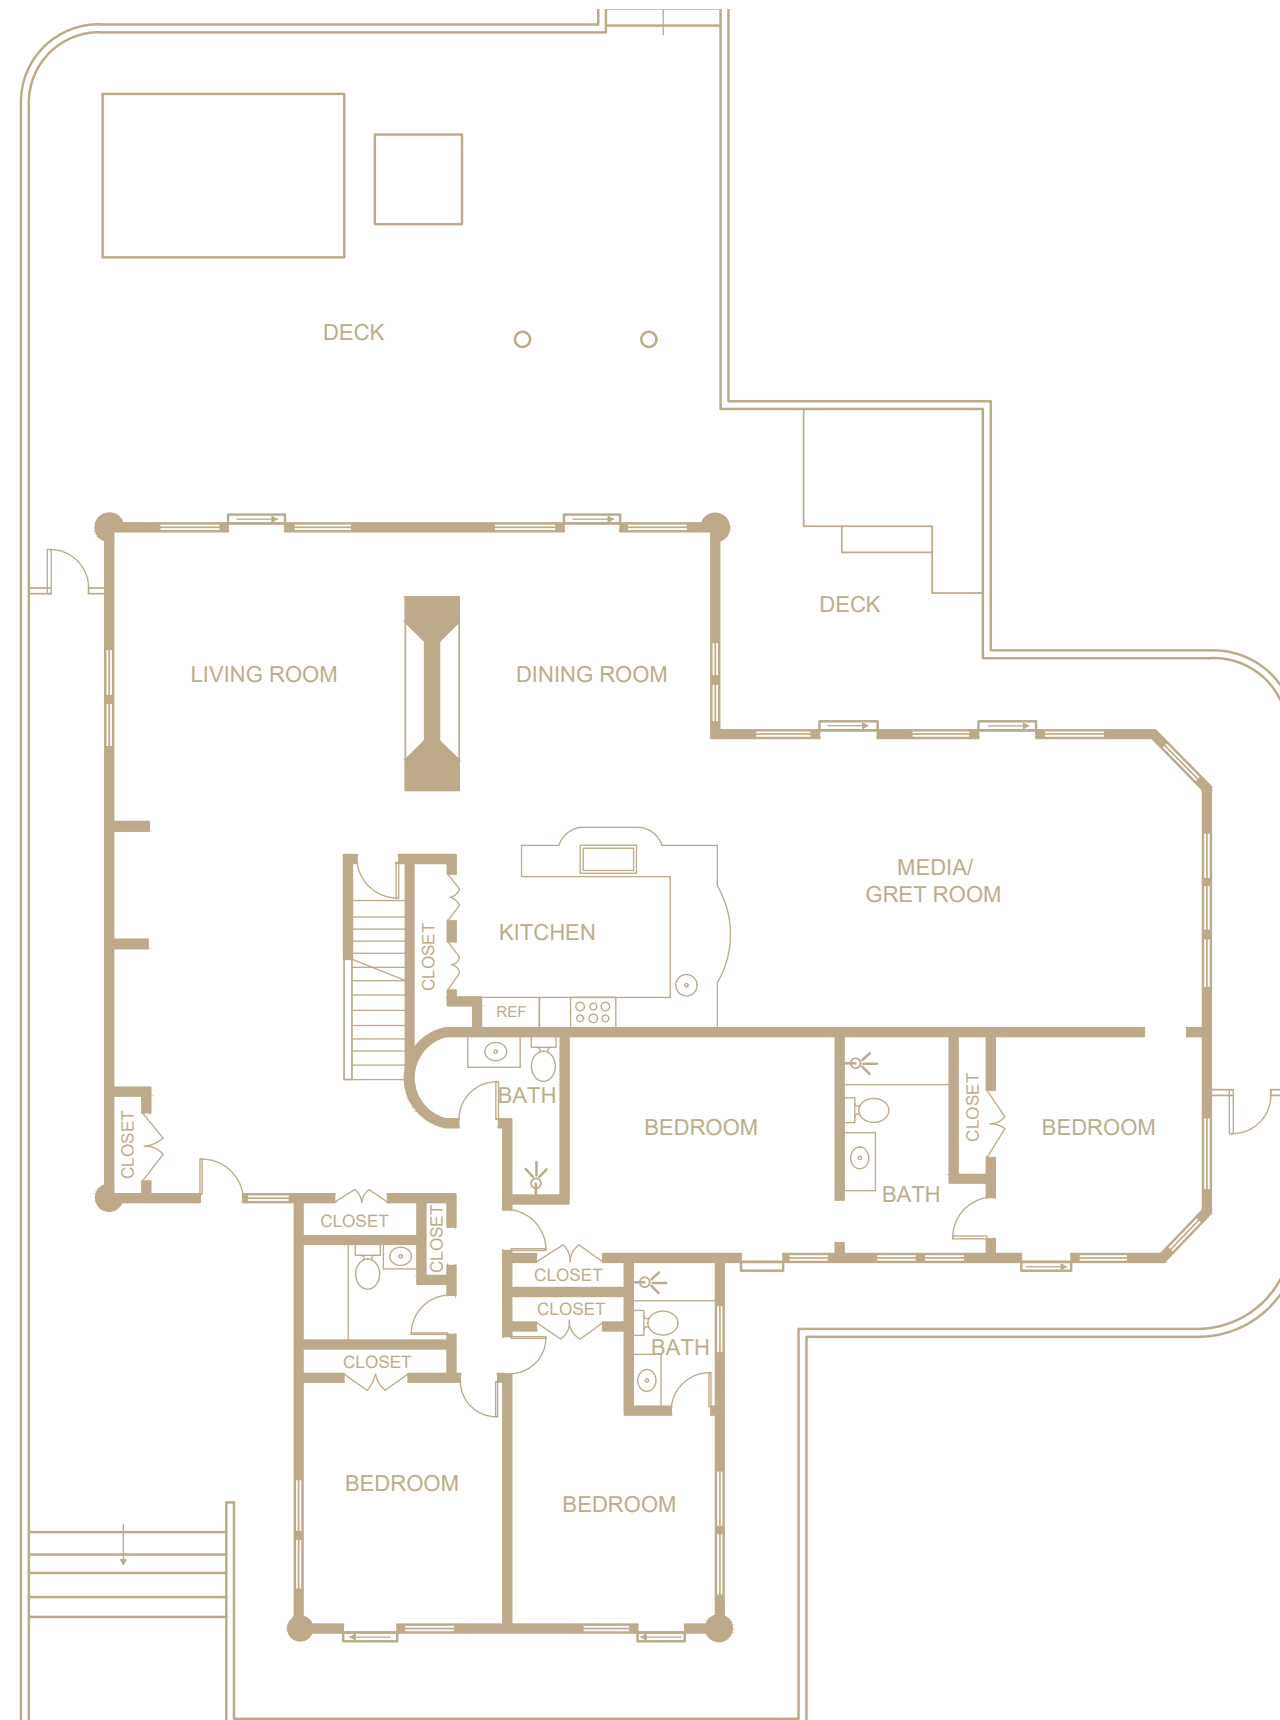 DECK
DECK
LIVING ROOM
DINING ROOM
MEDIA/
GRET ROOM
KITCHEN
CLOSET
REF
BATH
BEDROOM
CLOSET
BEDROOM
CLOSET
BATH
CLOSET
CLOSET
CLOSET
CLOSET
BATH
CLOSET
BEDROOM
BEDROOM